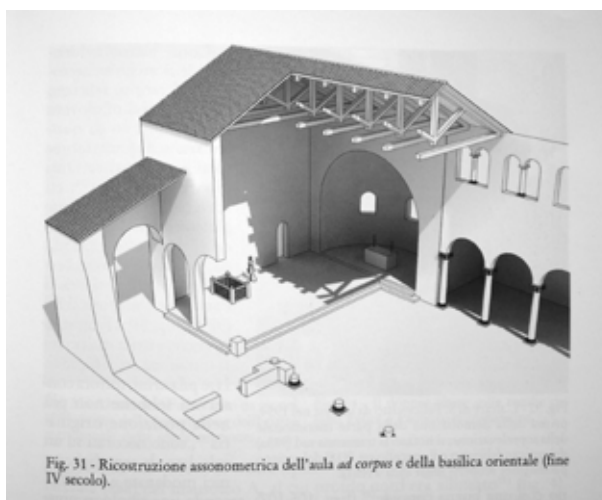 Fig. 31 - Ricostruzione assonometrica dell'aula ad corpus e della basilica orientale (fine
IV secolo).